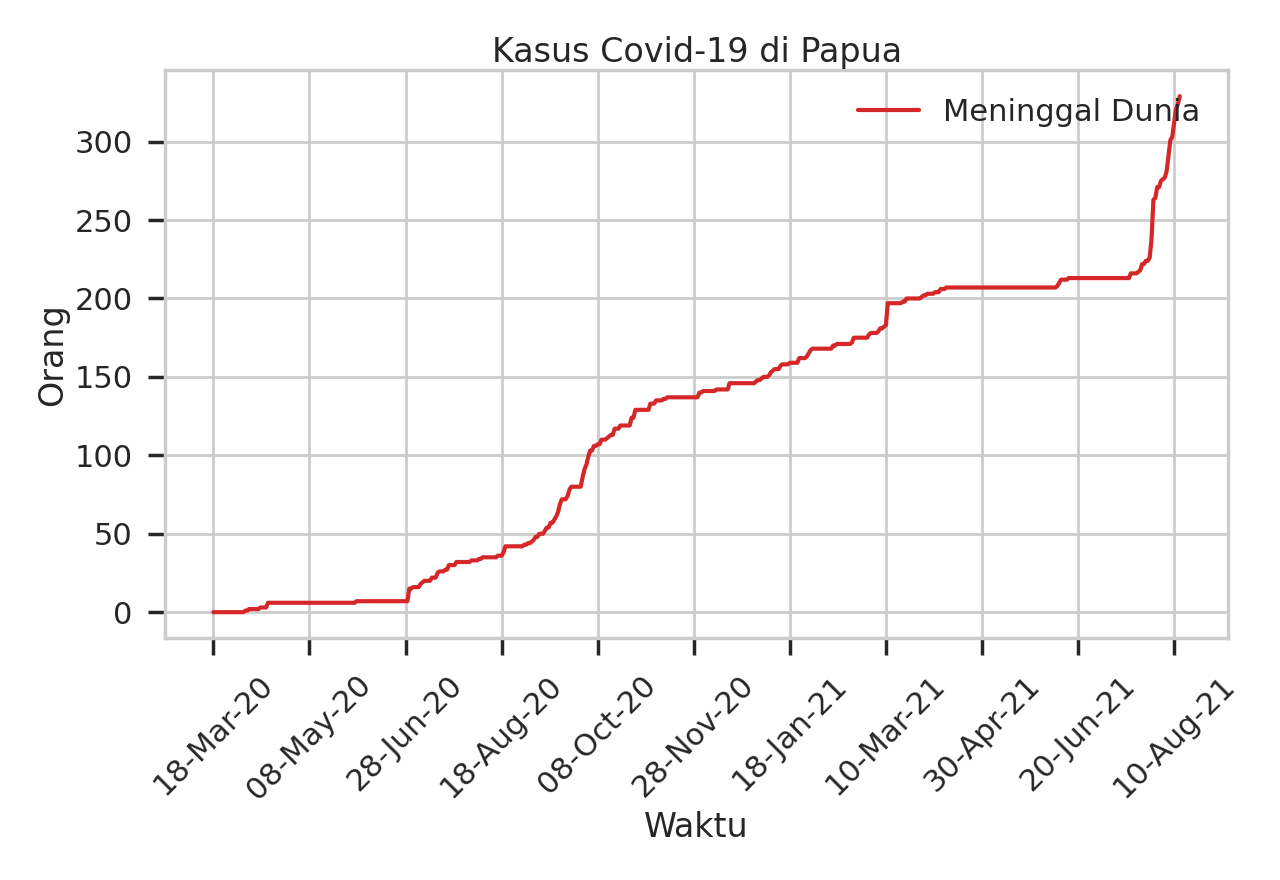 Kasus Covid-19 di Papua
Meninggal Dunia
300
250
200
150
100
50
0
Orang
18-Mar-20
08-May-20
28-Jun-20
18-Aug-20
08-Oct-20
28-Nov-20
18-Jan-21
10-Mar-21
30-Apr-21
20-Jun-21
10-Aug-21
Waktu